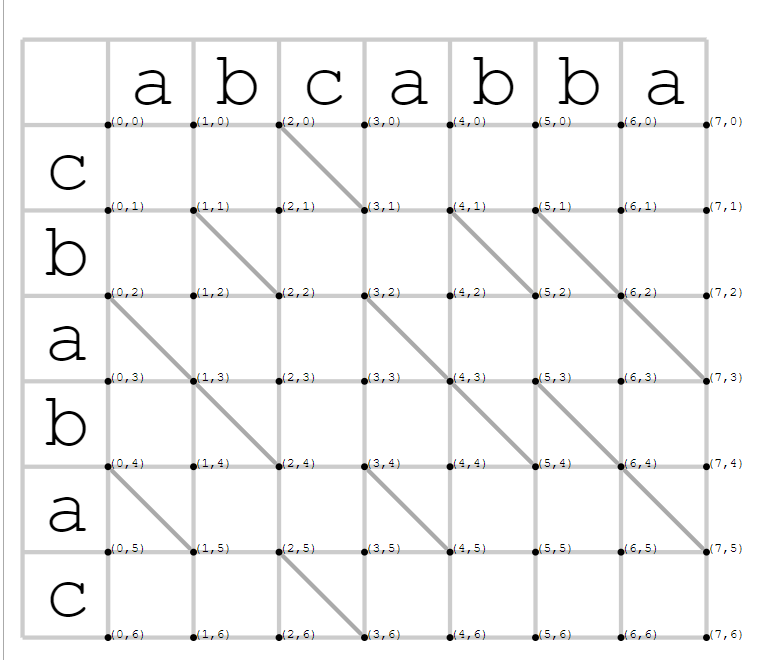 a b c a b b a
(0,0) (1,0) (2,0) (3,0) (4,0) (5,0) (6,0) (7,0)
c
(0,1) (1,1) (2,1) (3,1) (4,1) (5,1) (6,1) (7,1)
b
(0,2) (1,2) (2,2) (3,2) (4,2) (5,2) (6,2) (7,2)
a
(0,3) (1,3) (2,3) (3,3) (4,3) (5,3) (6,3) (7,3)
b
(0,4) (1,4) (2,4) (3,4) (4,4) (5,4) (6,4) (7,4)
a
(0,5) (1,5) (2,5) (3,5) (4,5) (5,5) (6,5) (7,5)
c
(0,6) (1,6) (2,6) (3,6) (4,6) (5,6) (6,6) (7,6)